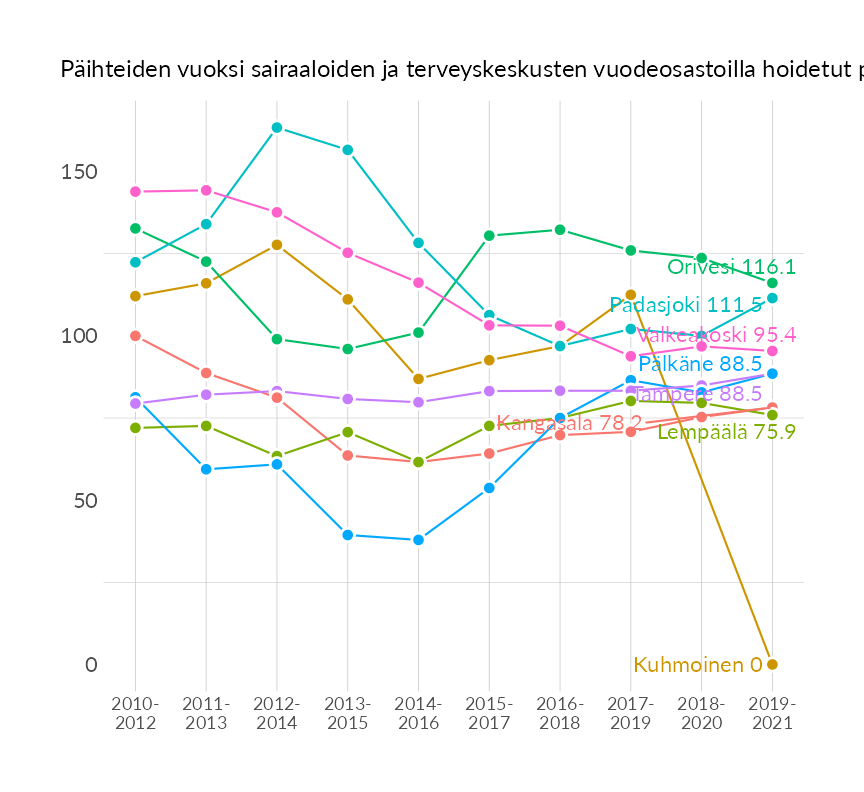 Päihteiden vuoksi sairaaloiden ja terveyskeskusten vuodeosastoilla hoidetut
150
100
50
0
Orivesi 116.1
Padasjoki 111.5
Valkeakoski 95.4
Pälkäne 88.5
Tampere 88.5
Kangasala 78.2
Lempäälä 75.9
Kuhmoinen 0
2010- 2011- 2012- 2013- 2014- 2015- 2016- 2017- 2018- 2019-
2012 2013 2014 2015 2016 2017 2018 2019 2020 2021